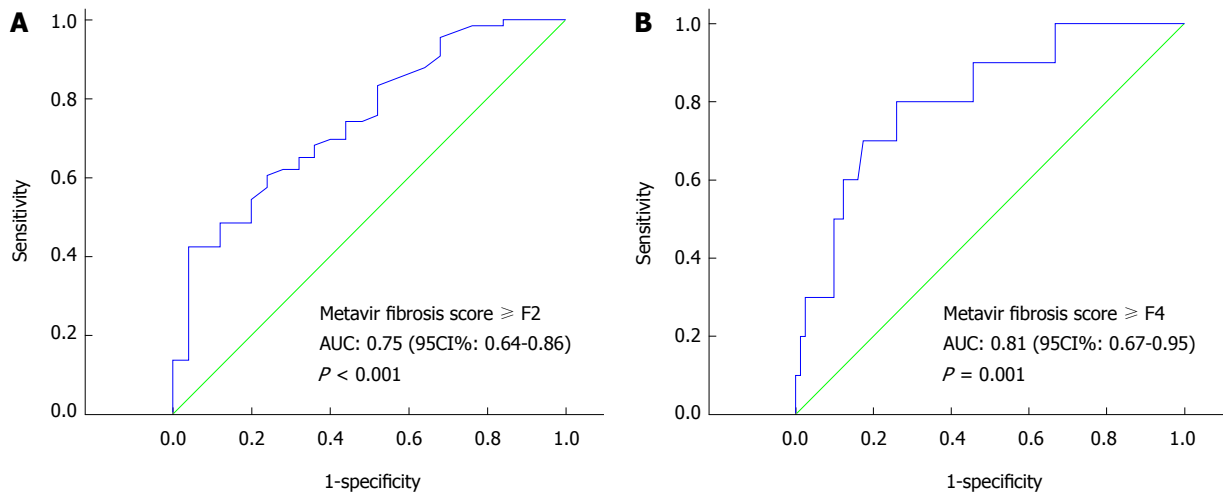 A
1.0
0.8
0.6
0.4
0.2
0.0
Sensitivity
0.0 0.2 0.4 0.6 0.8 1.0
1-specificity
Metavir fibrosis score ⩾ F2
AUC: 0.75 (95CI%: 0.64-0.86)
P < 0.001
B
1.0
0.8
0.6
0.4
0.2
0.0
Sensitivity
0.0 0.2 0.4 0.6 0.8 1.0
1-specificity
Metavir fibrosis score ⩾ F4
AUC: 0.81 (95CI%: 0.67-0.95)
P = 0.001